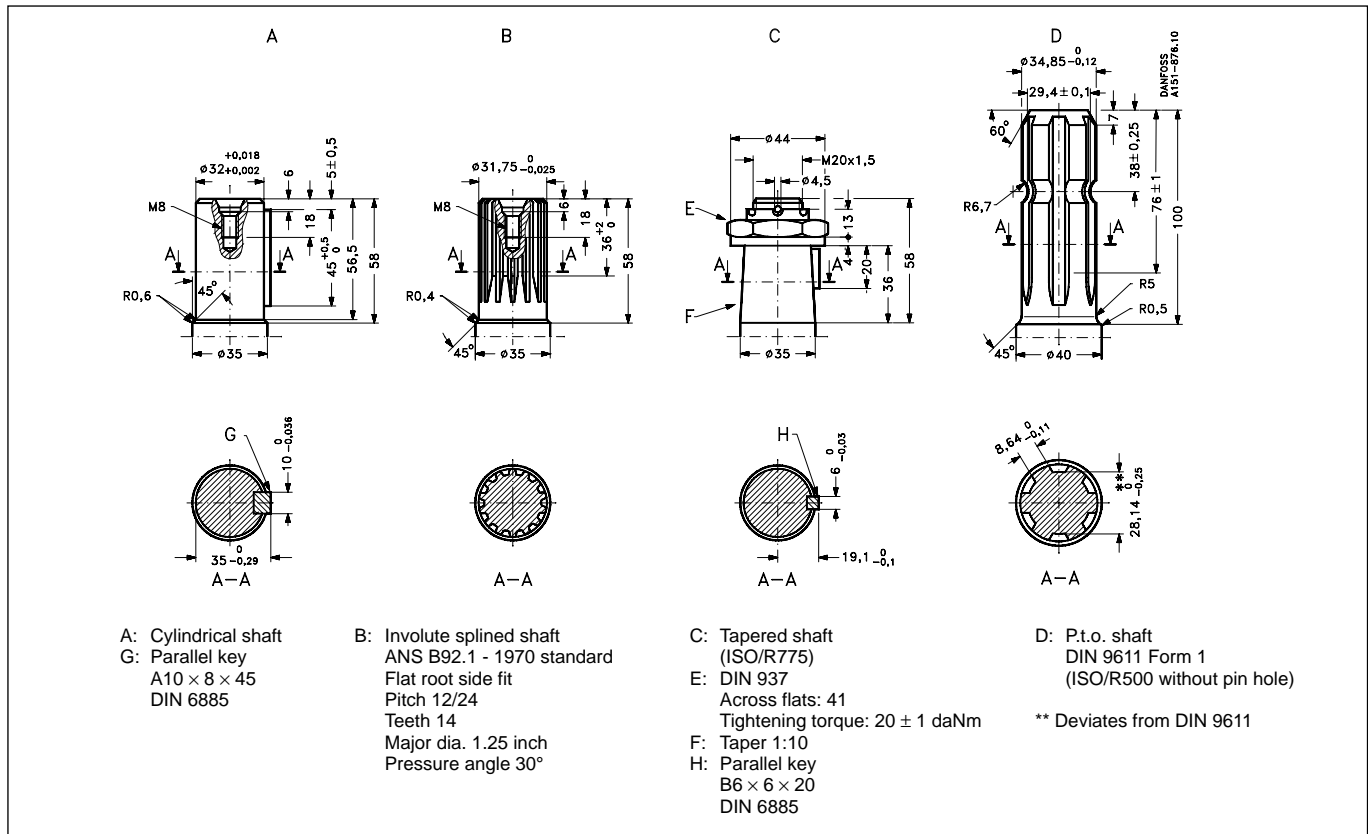 A
B
C
D
DANFOSS
A151-876.10
ø32 +0,018 +0,002
6
5±0,5
M8
18
A
A
45 +0,5 0
56,5
58
45°
R0,6
ø35
ø31,75 0 -0,025
6
M8
18
36 +2 0
A
A
58
R0,4
45°
ø35
ø44
M20x1,5
ø4,5
E
13
4
A
A
20
36
58
F
ø35
ø34,85 0 -0,12
29,4±0,1
60°
7
38±0,25
76±1
100
R6,7
A
A
R5
R0,5
45°
ø40
G
10 0 -0,036
35 0 -0,29
A–A
A–A
H
6 0 -0,03
19,1 0 -0,1
A–A
8,64 0 -0,11
** 28,14 0 -0,25
A–A
A: Cylindrical shaft
G: Parallel key
A10 × 8 × 45
DIN 6885
B: Involute splined shaft
ANS B92.1 - 1970 standard
Flat root side fit
Pitch 12/24
Teeth 14
Major dia. 1.25 inch
Pressure angle 30°
C: Tapered shaft
(ISO/R775)
E: DIN 937
Across flats: 41
Tightening torque: 20 ± 1 daNm
F: Taper 1:10
H: Parallel key
B6 × 6 × 20
DIN 6885
D: P.t.o. shaft
DIN 9611 Form 1
(ISO/R500 without pin hole)
** Deviates from DIN 9611